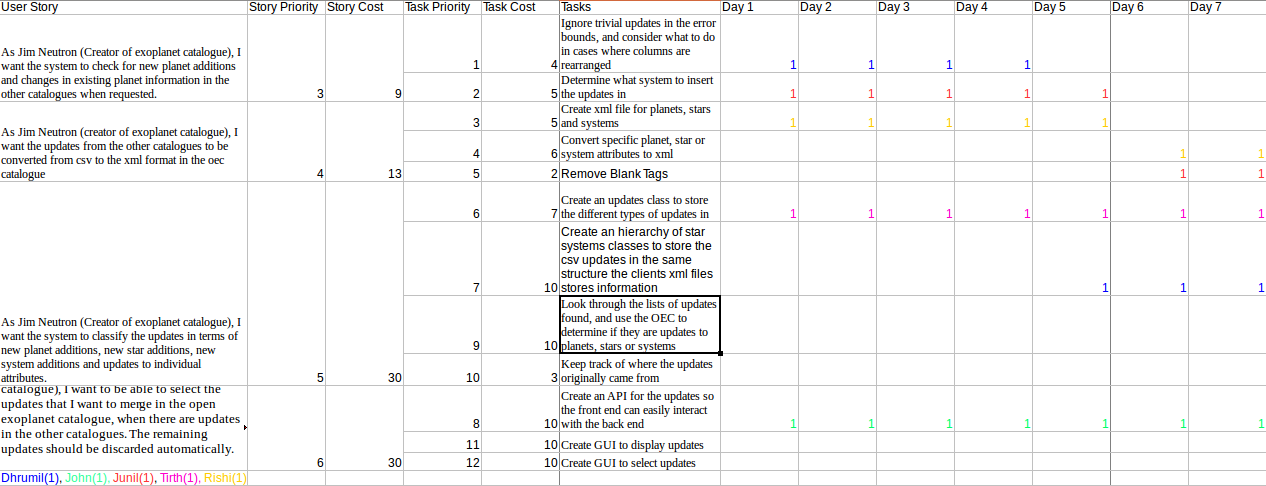 User Story Story Priority Story Cost Task Priority Task Cost Tasks Day 1 Day 2 Day 3 Day 4 Day 5 Day 6 Day 7
As Jim Neutron (Creator of exoplanet catalogue), I
want the system to check for new planet additions
and changes in existing planet information in the
other catalogues when requested.
3 9
1 4
Ignore trivial updates in the error
bounds, and consider what to do
in cases where columns are
rearranged
1 1 1 1
2 5
Determine what system to insert
the updates in
1 1 1 1 1
As Jim Neutron (creator of exoplanet catalogue), I
want the updates from the other catalogues to be
converted from csv to the xml format in the oec
catalogue
4 13
3 5
Create xml file for planets, stars
and systems
1 1 1 1 1
4 6
Convert specific planet, star or
system attributes to xml
1 1
5 2 Remove Blank Tags 1 1
As Jim Neutron (Creator of exoplanet catalogue), I
want the system to classify the updates in terms of
new planet additions, new star additions, new
system additions and updates to individual
attributes.
5 30
6 7
Create an updates class to store
the different types of updates in
1 1 1 1 1 1 1
7 10
Create an hierarchy of star
systems classes to store the
csv updates in the same
structure the clients xml files
stores information
1 1 1
9 10
Look through the lists of updates
found, and use the OEC to
determine if they are updates to
planets, stars or systems
10 3
Keep track of where the updates
originally came from
catalogue), I want to be able to select the
updates that I want to merge in the open
exoplanet catalogue, when there are updates
in the other catalogues. The remaining
updates should be discarded automatically.
6 30
8 10
Create an API for the updates so
the front end can easily interact
with the back end
1 1 1 1 1 1 1
11 10 Create GUI to display updates
12 10 Create GUI to select updates
Dhrumil(1), John(1), Junil(1), Tirth(1), Rishi(1)